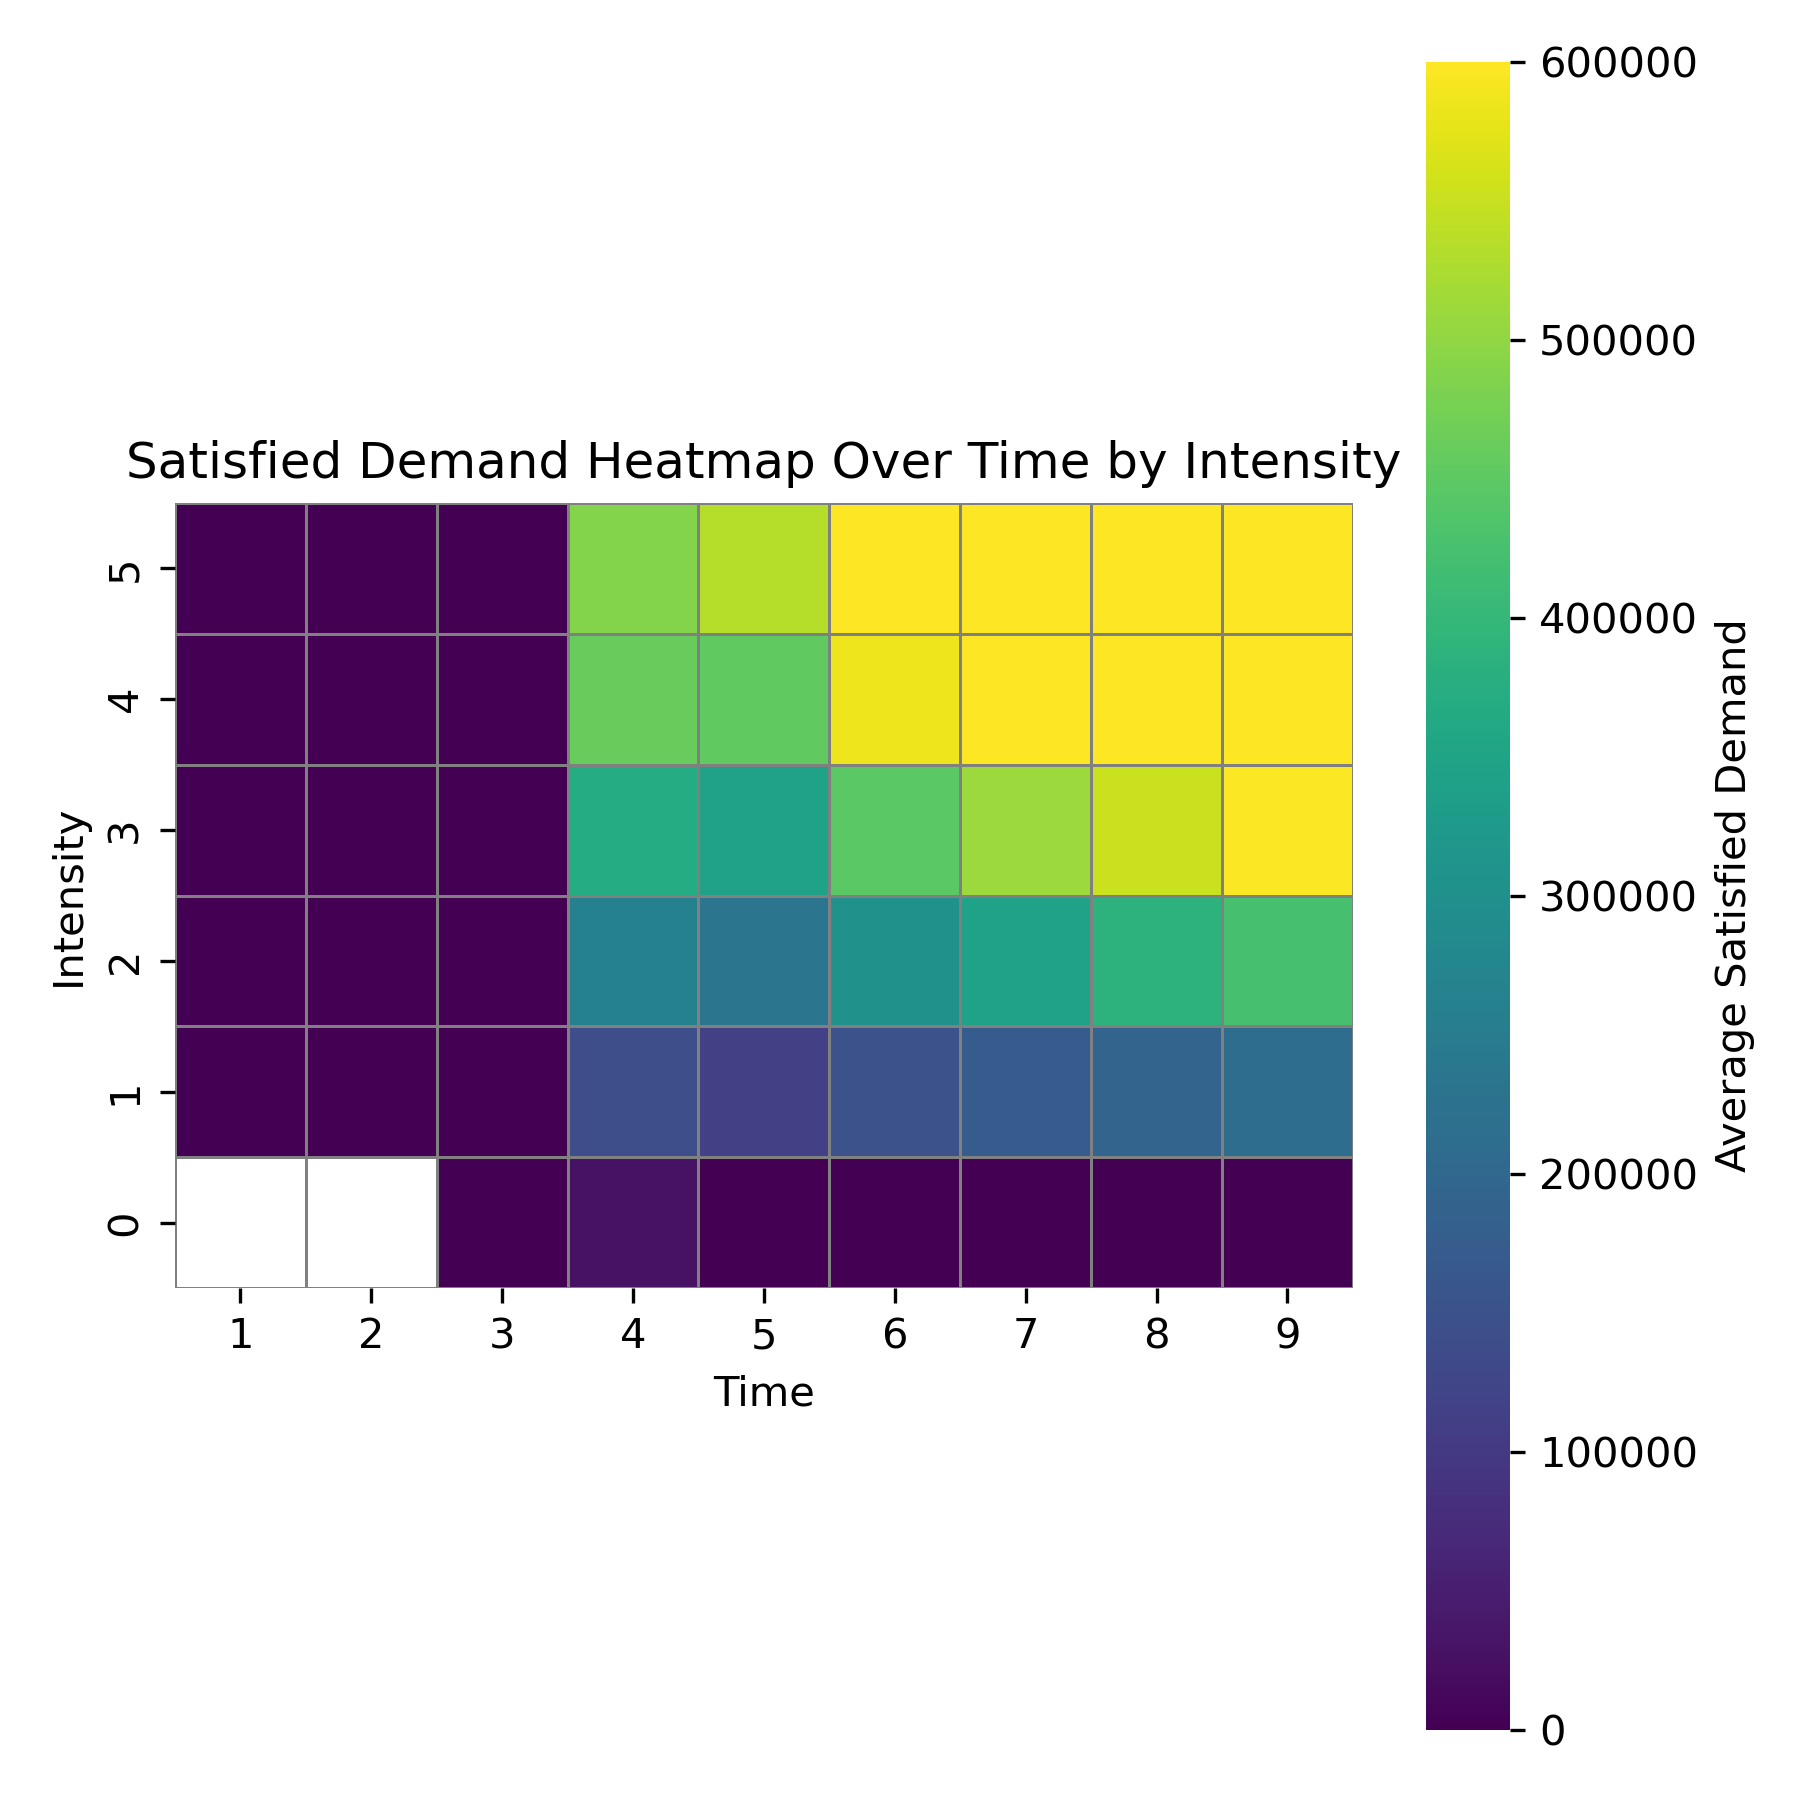 Satisfied Demand Heatmap Over Time by Intensity
Intensity
5
4
3
2
1
0
1 2 3 4 5 6 7 8 9
Time
600000
500000
400000
300000
200000
100000
0
Average Satisfied Demand